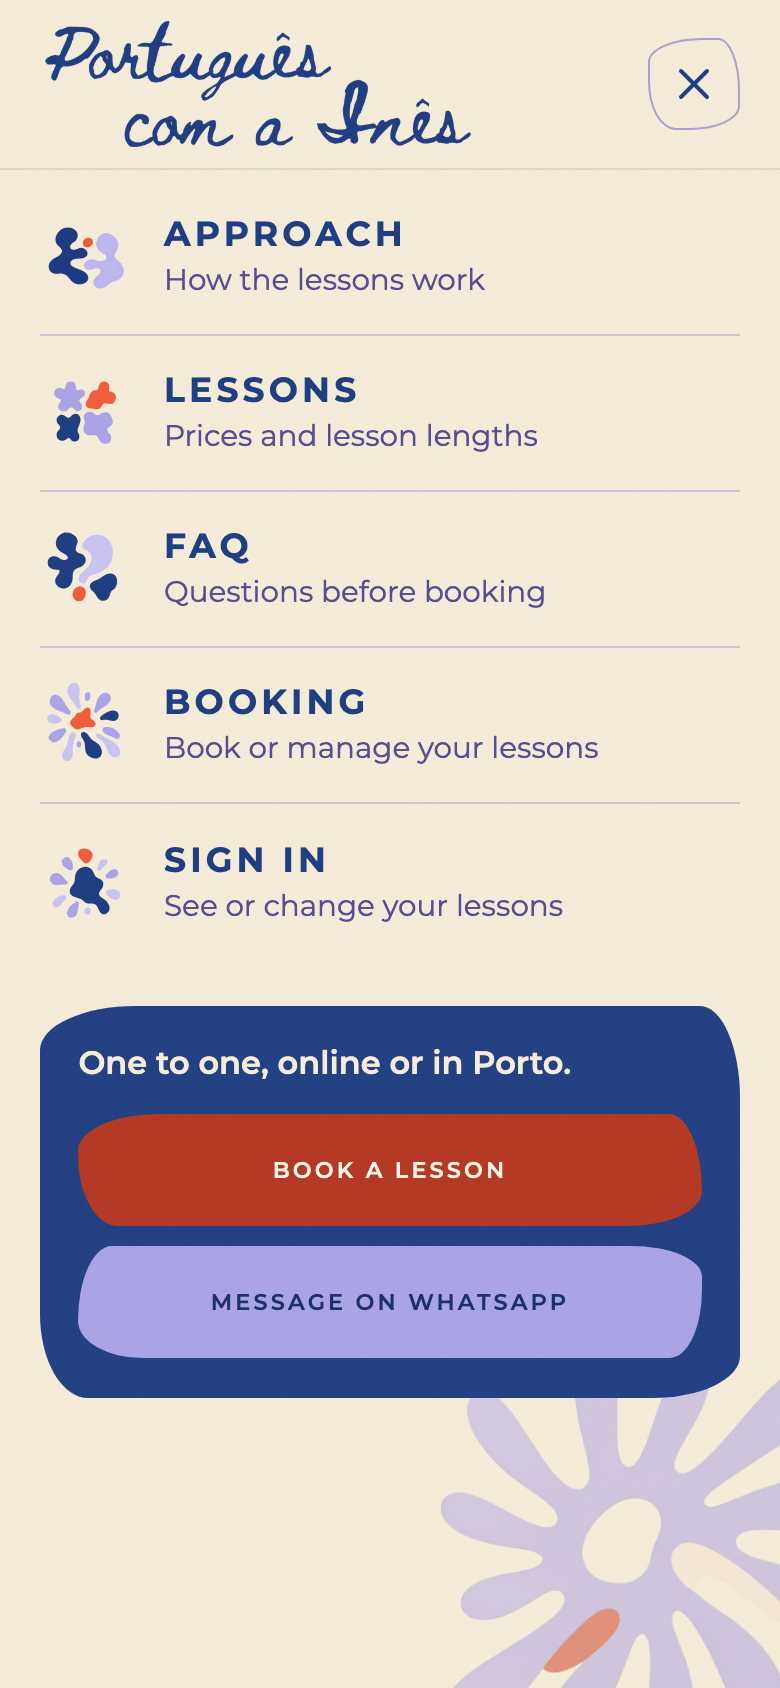 Português
com a Inês
APPROACH
How the lessons work
LESSONS
Prices and lesson lengths
FAQ
Questions before booking
BOOKING
Book or manage your lessons
SIGN IN
See or change your lessons
One to one, online or in Porto.
BOOK A LESSON
MESSAGE ON WHATSAPP